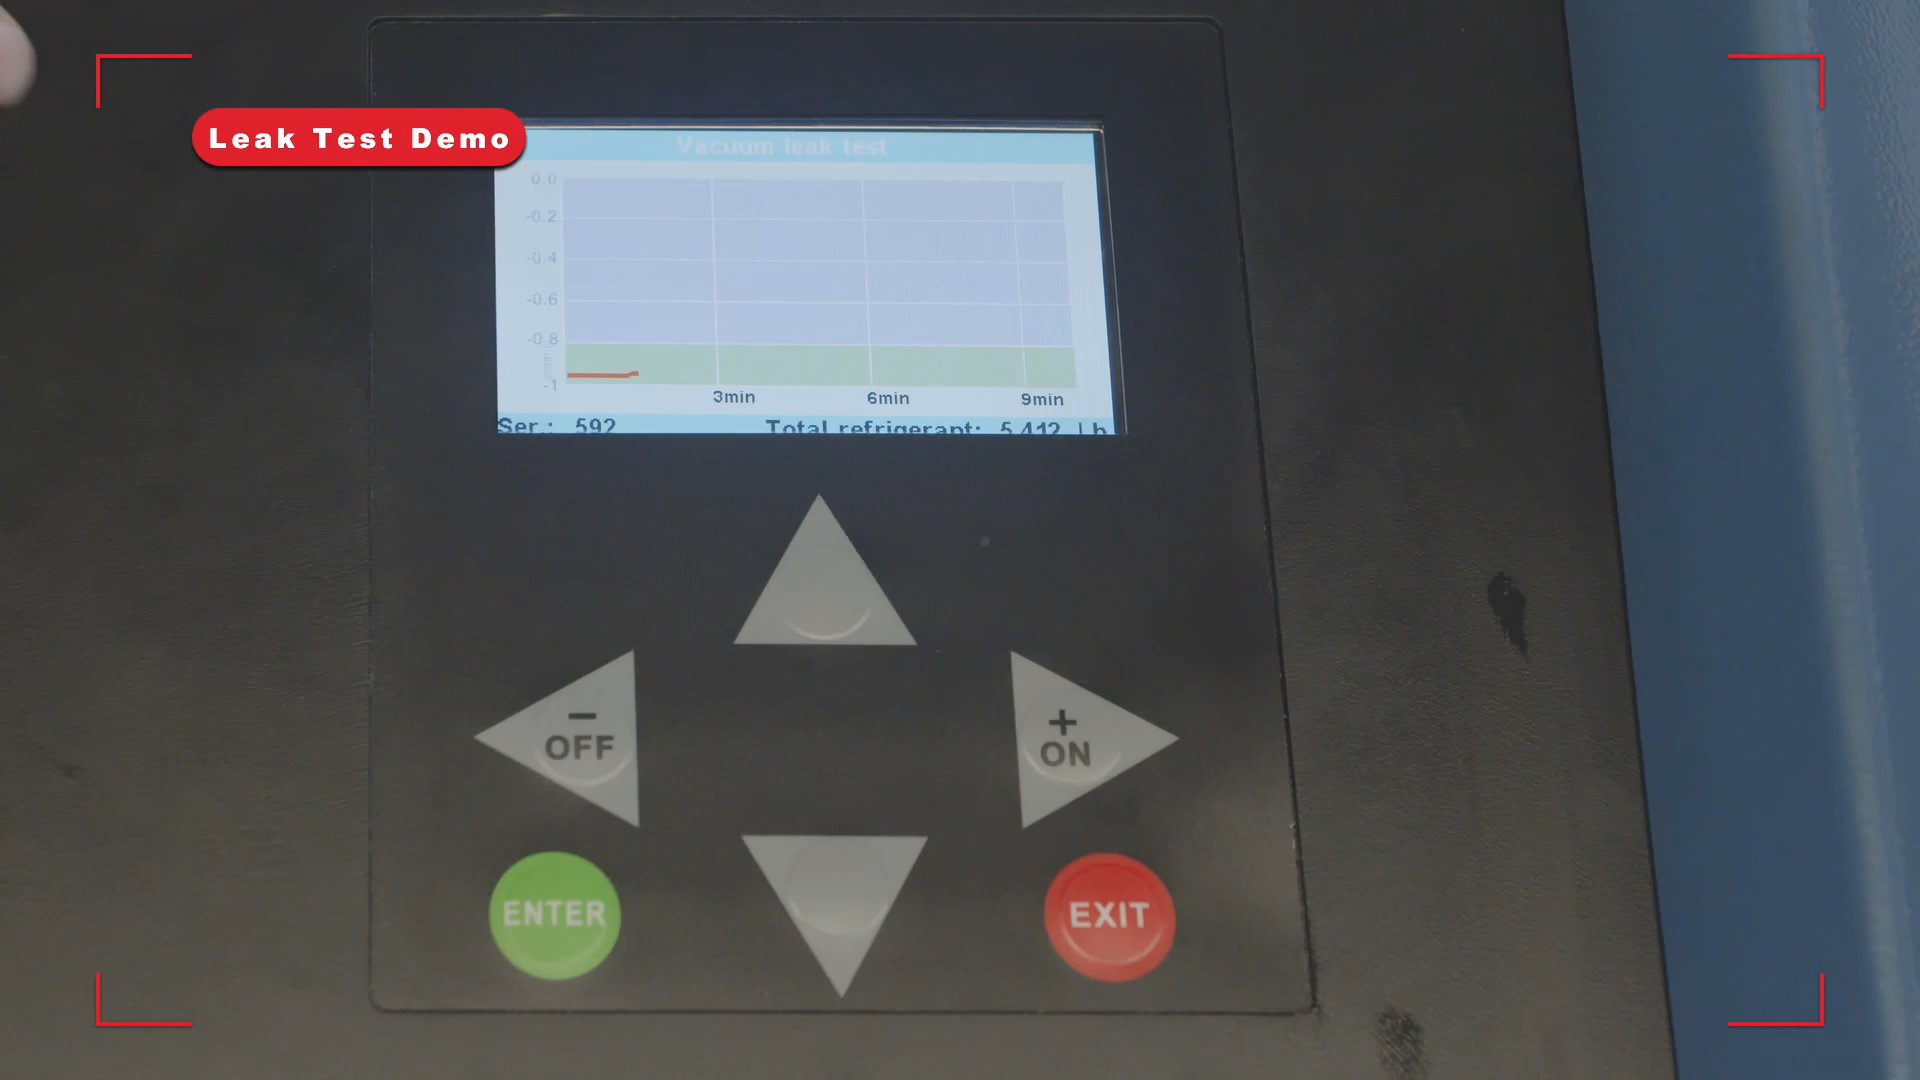 Leak Test Demo
Vacuum leak test
0.0
-0.2
-0.4
-0.6
-0.8
-1
3min 6min 9min
Ser.: 592 Total refrigerant: 5.412 Lb
- OFF
+ ON
ENTER
EXIT